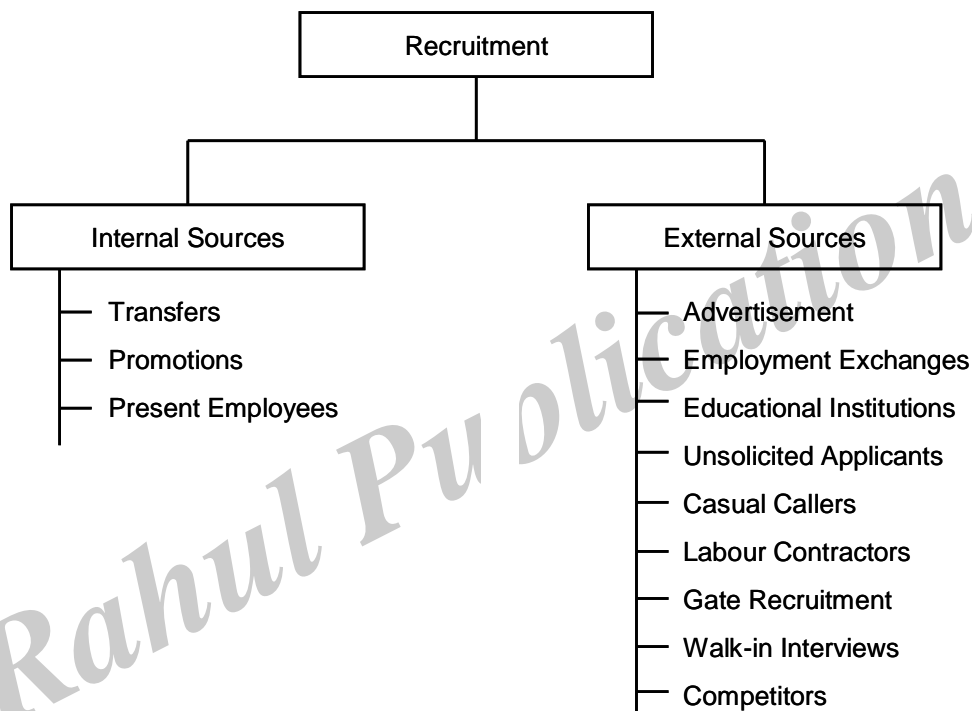 Recruitment
Internal Sources
Transfers
Promotions
Present Employees
External Sources
Advertisement
Employment Exchanges
Educational Institutions
Unsolicited Applicants
Casual Callers
Labour Contractors
Gate Recruitment
Walk-in Interviews
Competitors
Rahul Publication